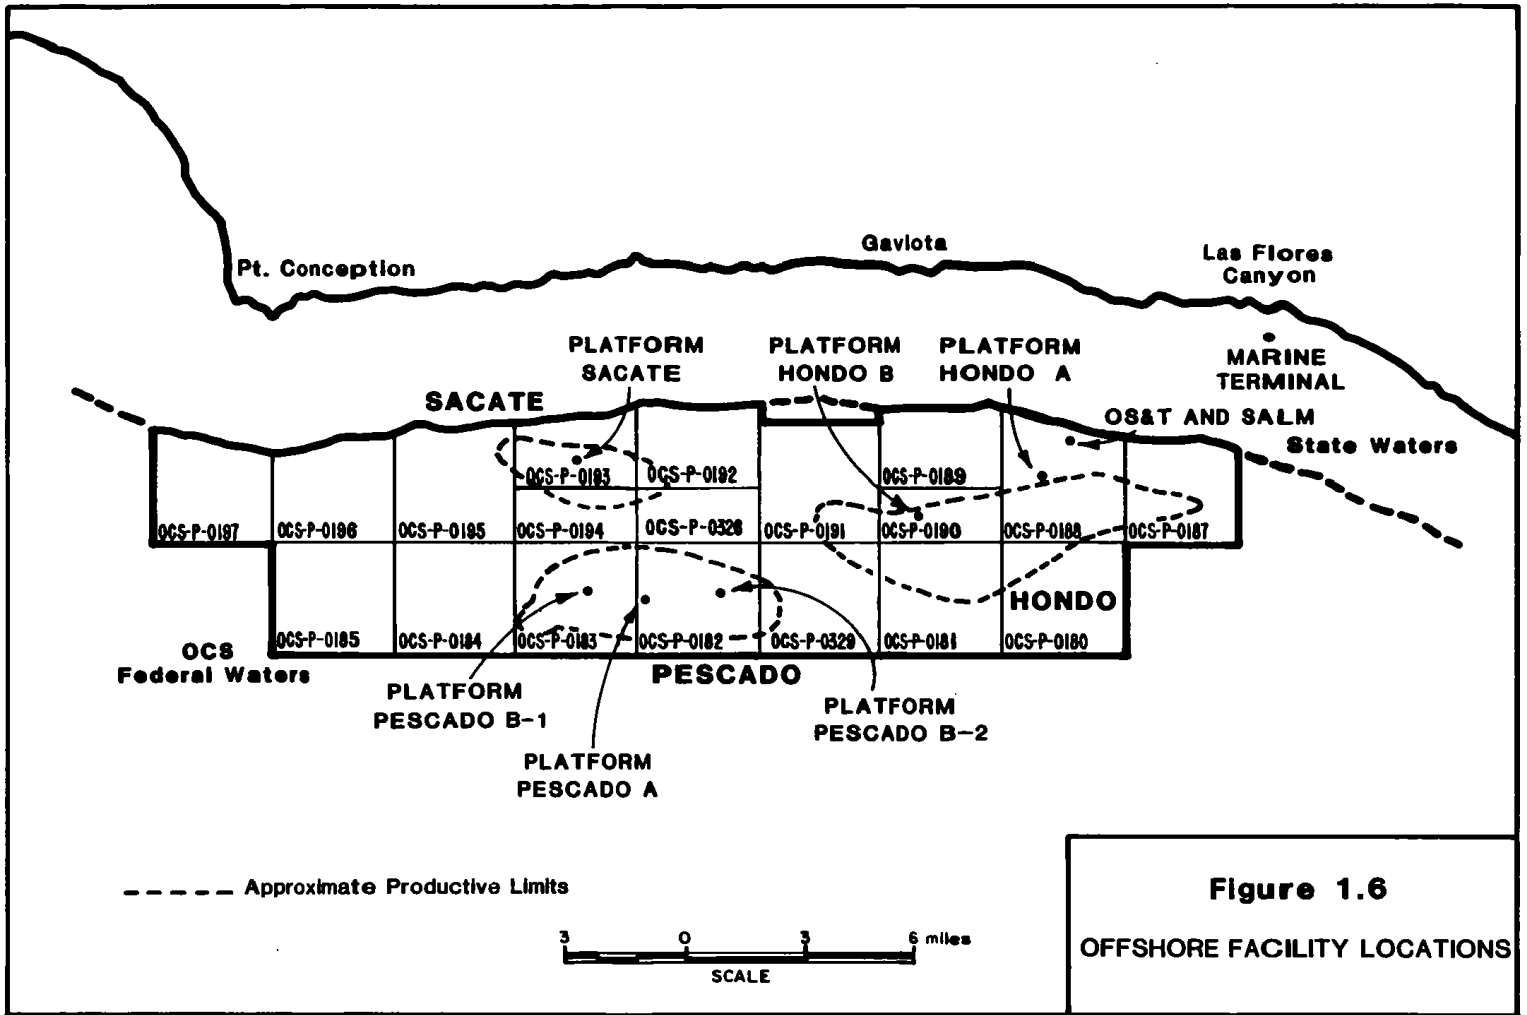 Gaviota
Las Flores
Canyon
Pt. Conception
PLATFORM
SACATE
PLATFORM
HONDO B
PLATFORM
HONDO A
MARINE
TERMINAL
SACATE
OS&T AND SALM
State Waters
OCS-P-0193
OCS-P-0192
OCS-P-0189
OCS-P-0197
OCS-P-0196
OCS-P-0195
OCS-P-0194
OCS-P-0326
OCS-P-0191
OCS-P-0190
OCS-P-0188
OCS-P-0187
HONDO
OCS-P-0185
OCS-P-0184
OCS-P-0183
OCS-P-0182
OCS-P-0329
OCS-P-0181
OCS-P-0180
OCS
Federal Waters
PESCADO
PLATFORM
PESCADO B-1
PLATFORM
PESCADO B-2
PLATFORM
PESCADO A
Approximate Productive Limits
3 0 3 6 miles
SCALE
Figure 1.6
OFFSHORE FACILITY LOCATIONS